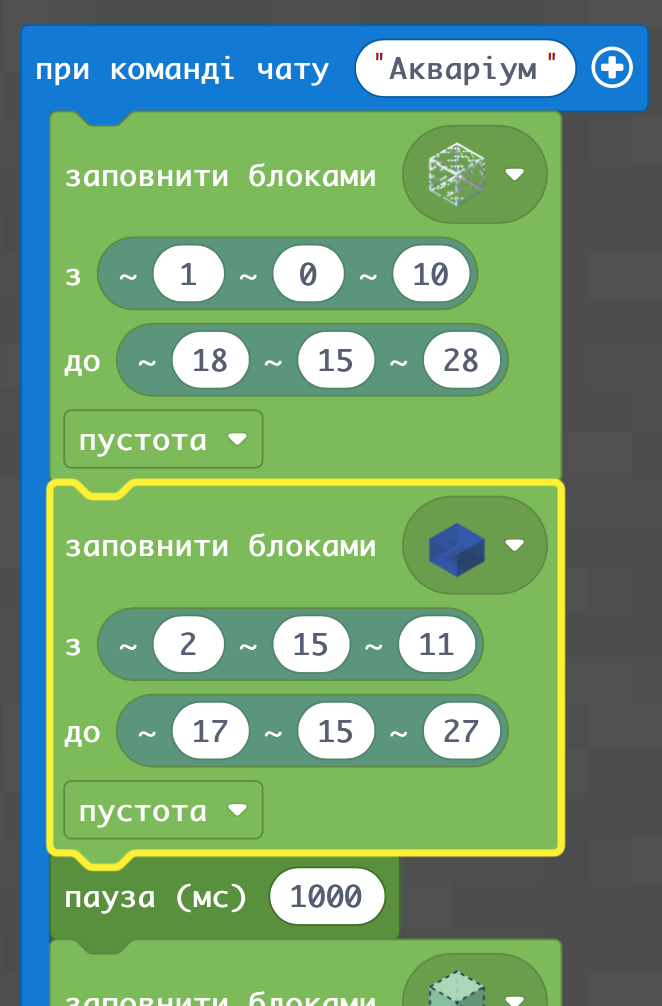 при команді чату "Акваріум"
заповнити блоками
з ~ 1 ~ 0 ~ 10
до ~ 18 ~ 15 ~ 28
пустота
заповнити блоками
з ~ 2 ~ 15 ~ 11
до ~ 17 ~ 15 ~ 27
пустота
пауза (мс) 1000
заповнити блоками